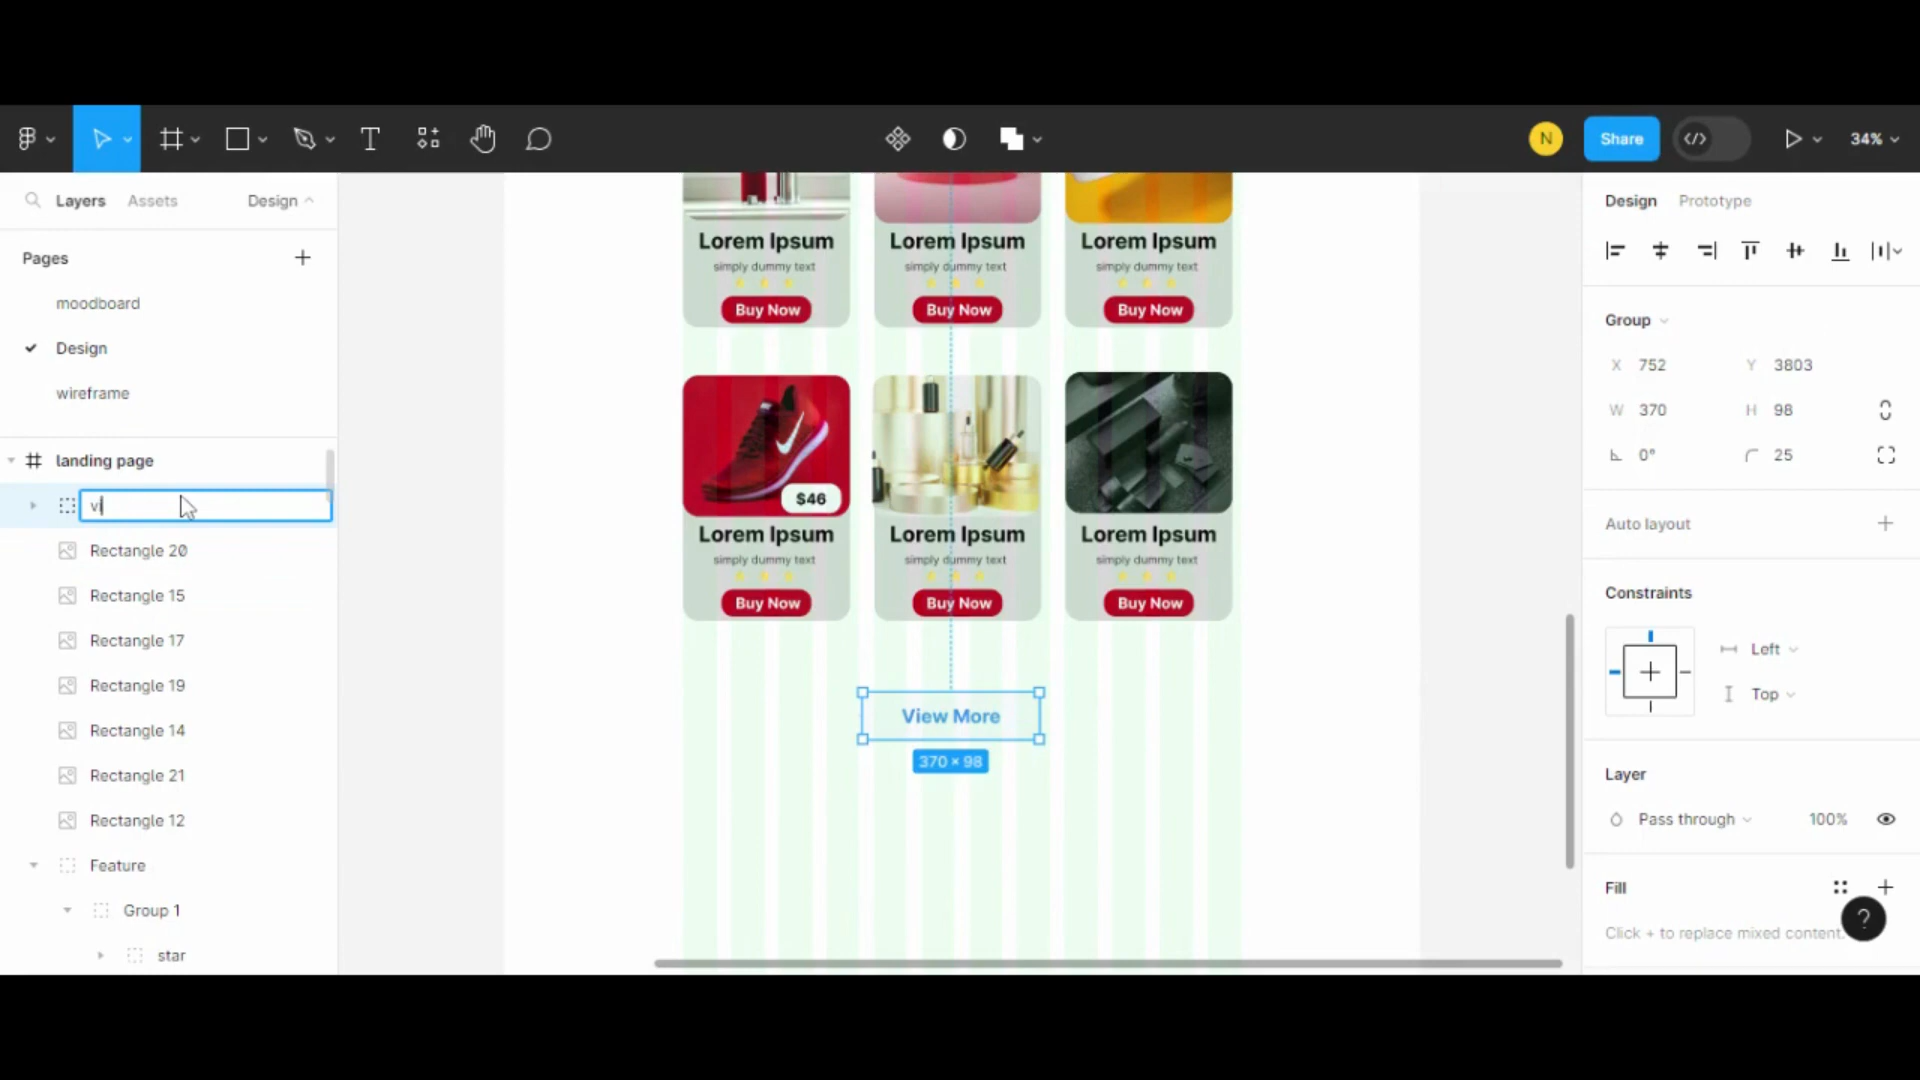 N
Share
34%
Layers
Assets
Design
Pages
moodboard
Design
wireframe
landing page
vi
Rectangle 20
Rectangle 15
Rectangle 17
Rectangle 19
Rectangle 14
Rectangle 21
Rectangle 12
Feature
Group 1
star
Lorem Ipsum
simply dummy text
Buy Now
Lorem Ipsum
simply dummy text
Buy Now
Lorem Ipsum
simply dummy text
Buy Now
$46
Lorem Ipsum
simply dummy text
Buy Now
Lorem Ipsum
simply dummy text
Buy Now
Lorem Ipsum
simply dummy text
Buy Now
View More
370 × 98
Design
Prototype
Group
X 752
Y 3803
W 370
H 98
0°
25
Auto layout
Constraints
Left
Top
Layer
Pass through
100%
Fill
Click + to replace mixed content.
?